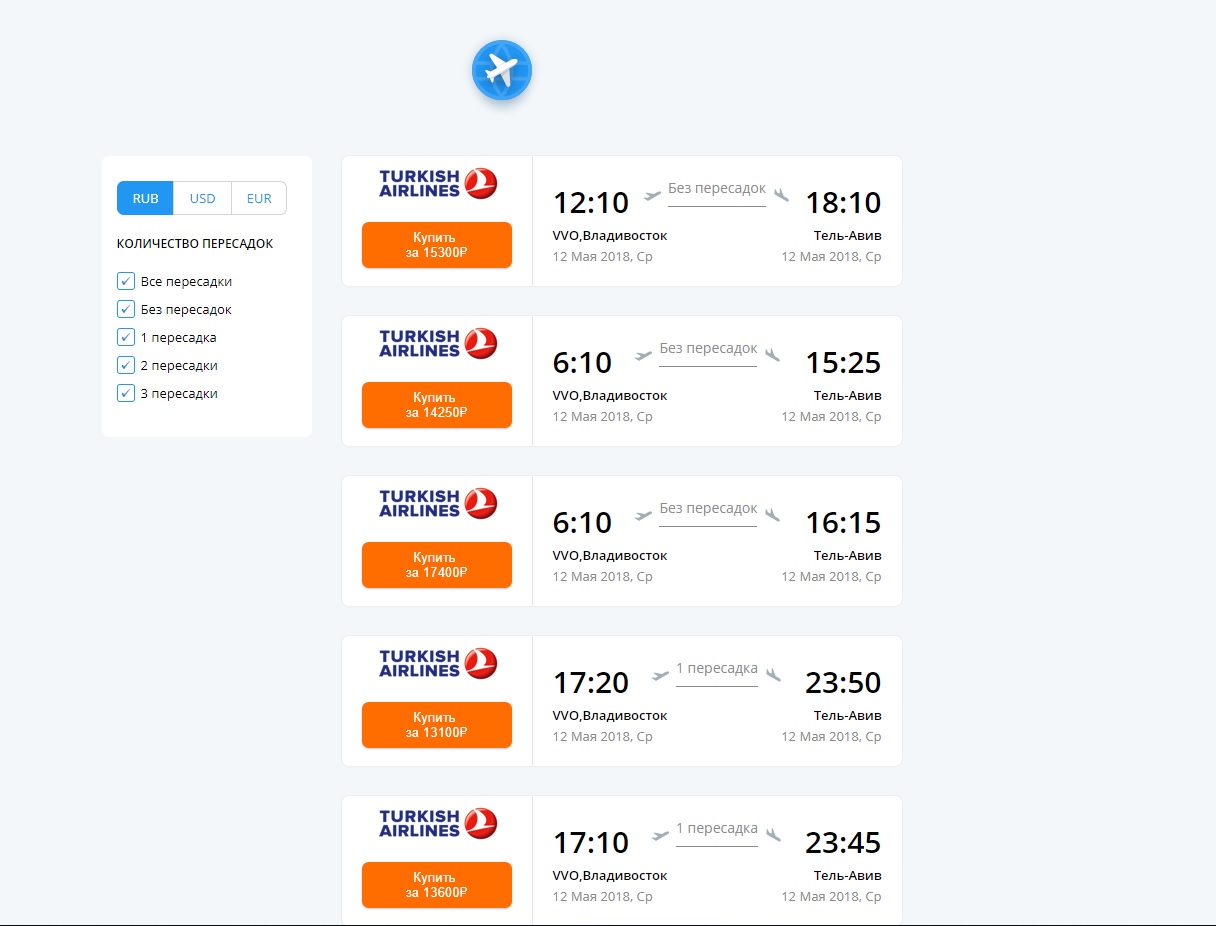 RUB USD EUR
КОЛИЧЕСТВО ПЕРЕСАДОК
Все пересадки
Без пересадок
1 пересадка
2 пересадки
3 пересадки
TURKISH
AIRLINES
Купить
за 15300₽
12:10 Без пересадок 18:10
VVO,Владивосток Тель-Авив
12 Мая 2018, Ср 12 Мая 2018, Ср
TURKISH
AIRLINES
Купить
за 14250₽
6:10 Без пересадок 15:25
VVO,Владивосток Тель-Авив
12 Мая 2018, Ср 12 Мая 2018, Ср
TURKISH
AIRLINES
Купить
за 17400₽
6:10 Без пересадок 16:15
VVO,Владивосток Тель-Авив
12 Мая 2018, Ср 12 Мая 2018, Ср
TURKISH
AIRLINES
Купить
за 13100₽
17:20 1 пересадка 23:50
VVO,Владивосток Тель-Авив
12 Мая 2018, Ср 12 Мая 2018, Ср
TURKISH
AIRLINES
Купить
за 13600₽
17:10 1 пересадка 23:45
VVO,Владивосток Тель-Авив
12 Мая 2018, Ср 12 Мая 2018, Ср